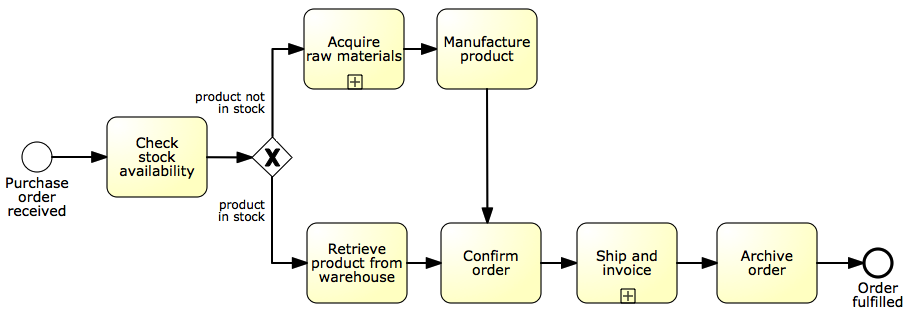 Acquire
raw materials
Manufacture
product
product not
in stock
Check
stock
availability
X
Purchase
order
received
product
in stock
Retrieve
product from
warehouse
Confirm
order
Ship and
invoice
Archive
order
Order
fulfilled